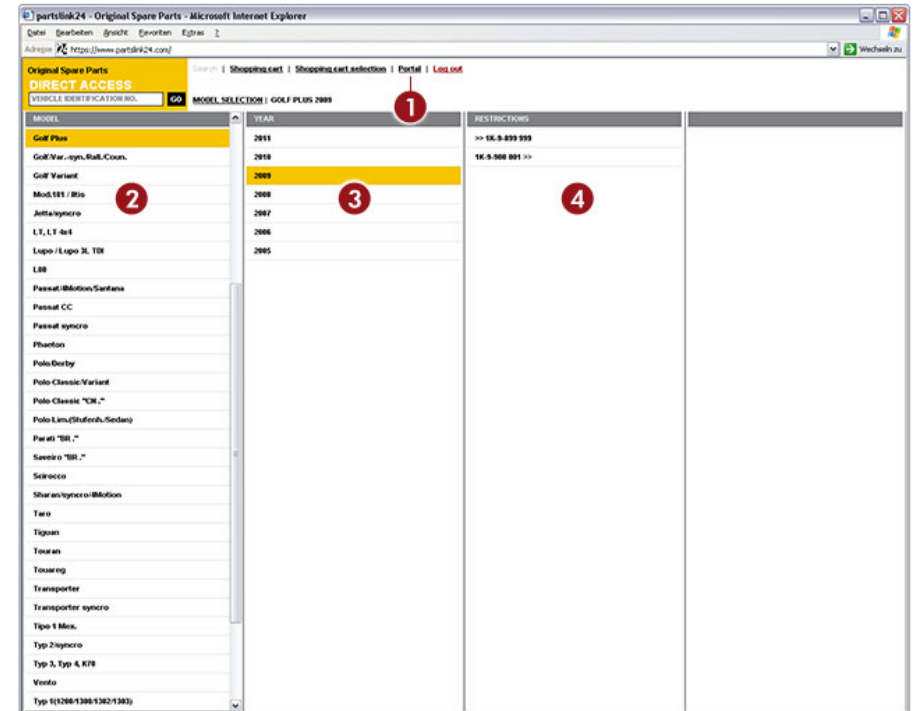 partslink24 - Original Spare Parts - Microsoft Internet Explorer
Datei Bearbeiten Ansicht Favoriten Extras ?
Adresse https://www.partslink24.com/ Wechseln zu
Original Spare Parts
DIRECT ACCESS
VEHICLE IDENTIFICATION NO. GO
Search | Shopping cart | Shopping cart selection | Portal | Log out
1
MODEL SELECTION | GOLF PLUS 2009
MODEL
Golf Plus
Golf/Var.-syn./Rall./Coun.
Golf Variant
Mod.181 / Iltis
Jetta/syncro
LT, LT 4x4
Lupo / Lupo 3L TDI
L80
Passat/4Motion/Santana
Passat CC
Passat syncro
Phaeton
Polo/Derby
Polo Classic/Variant
Polo Classic "CN.."
Polo Lim.(Stufenh./Sedan)
Parati "BR.."
Saveiro "BR.."
Scirocco
Sharan/syncro/4Motion
Taro
Tiguan
Touran
Touareg
Transporter
Transporter syncro
Tipo 1 Mex.
Typ 2/syncro
Typ 3, Typ 4, K70
Vento
Typ 1(1200/1300/1302/1303)
2
YEAR
2011
2010
2009
2008
2007
2006
2005
3
RESTRICTIONS
>> 1K-9-899 999
1K-9-900 001 >>
4